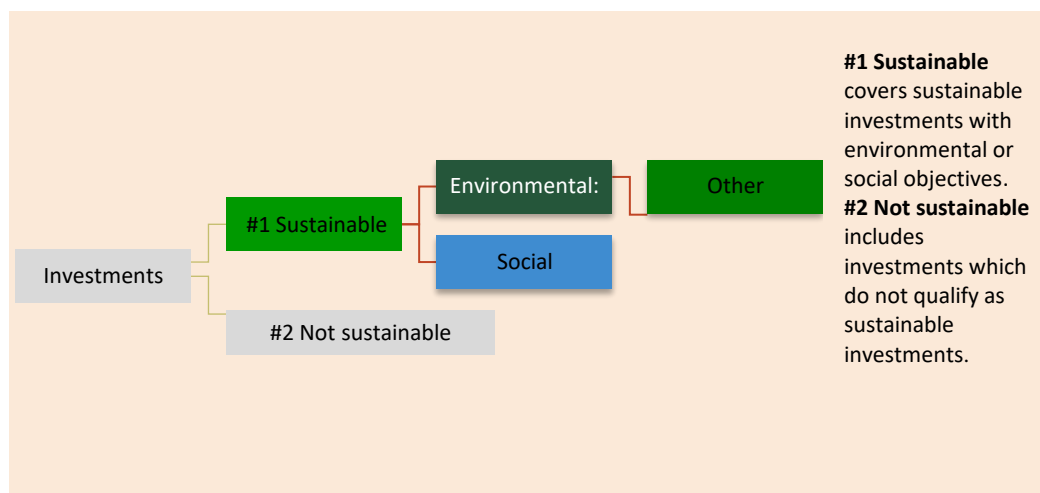 Investments
#1 Sustainable
#2 Not sustainable
Environmental:
Social
Other
#1 Sustainable
covers sustainable
investments with
environmental or
social objectives.
#2 Not sustainable
includes
investments which
do not qualify as
sustainable
investments.